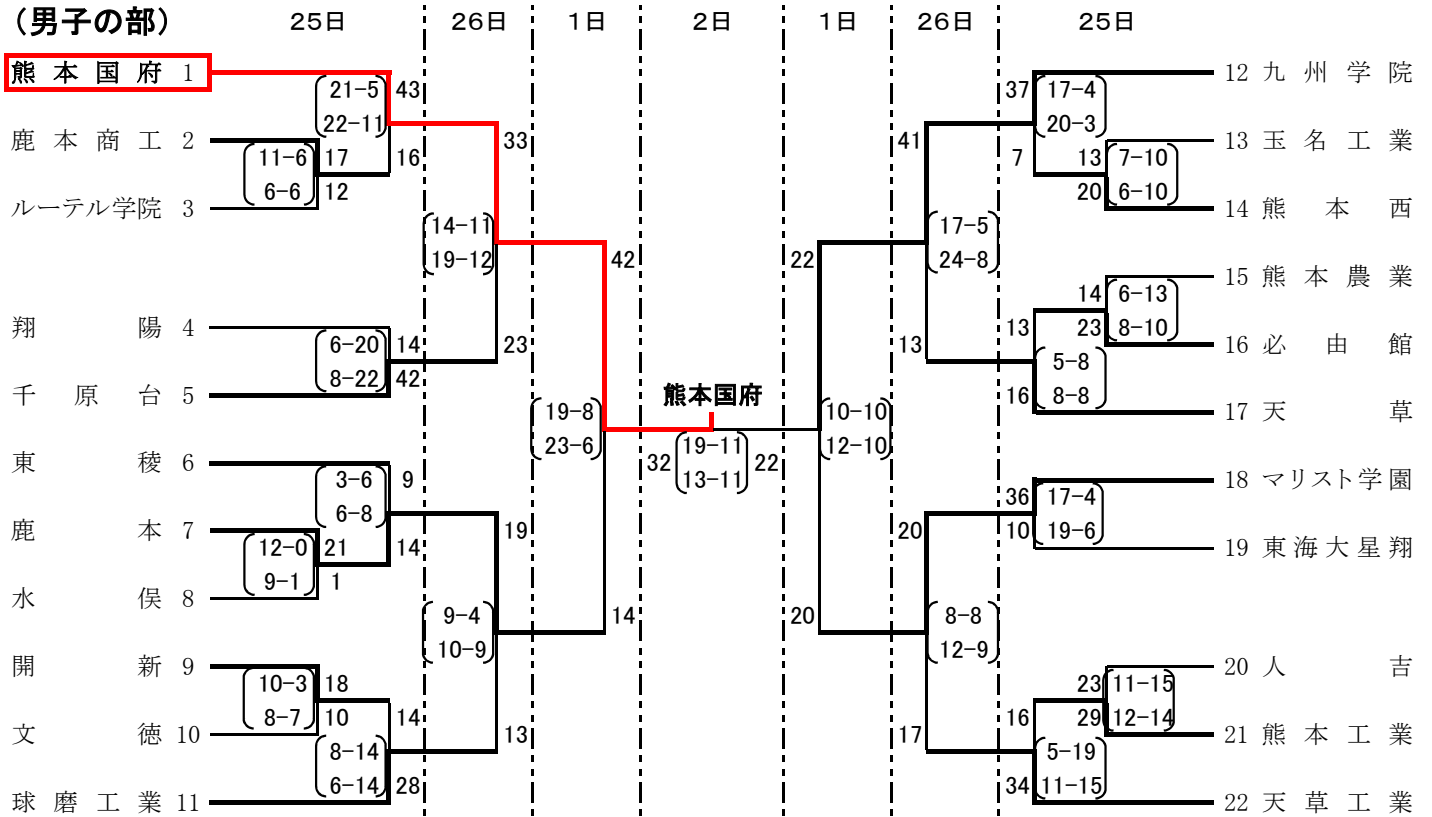 (男子の部) 25日 26日 1日 2日 1日 26日 25日
熊本国府 1
鹿本商工 2
ルーテル学院 3
翔陽 4
千原台 5
東稜 6
鹿本 7
水俣 8
開新 9
文徳 10
球磨工業 11
21-5 43
22-11
16
11-6 17
6-6 12
6-20 14
8-22 42
3-6 9
6-8
14
12-0 21
9-1 1
10-3 18
8-7 10
14
8-14
6-14 28
33
14-11
19-12
23
19
9-4
10-9
13
42
19-8
23-6
14
熊本国府
32 19-11 22
13-11
22
10-10
12-10
20
41
17-5
24-8
13
20
8-8
12-9
17
37 17-4
20-3
7
13 7-10
20 6-10
14 6-13
23 8-10
13
5-8
16 8-8
36 17-4
10 19-6
23 11-15
29 12-14
16
5-19
34 11-15
12 九州学院
13 玉名工業
14 熊本西
15 熊本農業
16 必由館
17 天草
18 マリスト学園
19 東海大星翔
20 人吉
21 熊本工業
22 天草工業